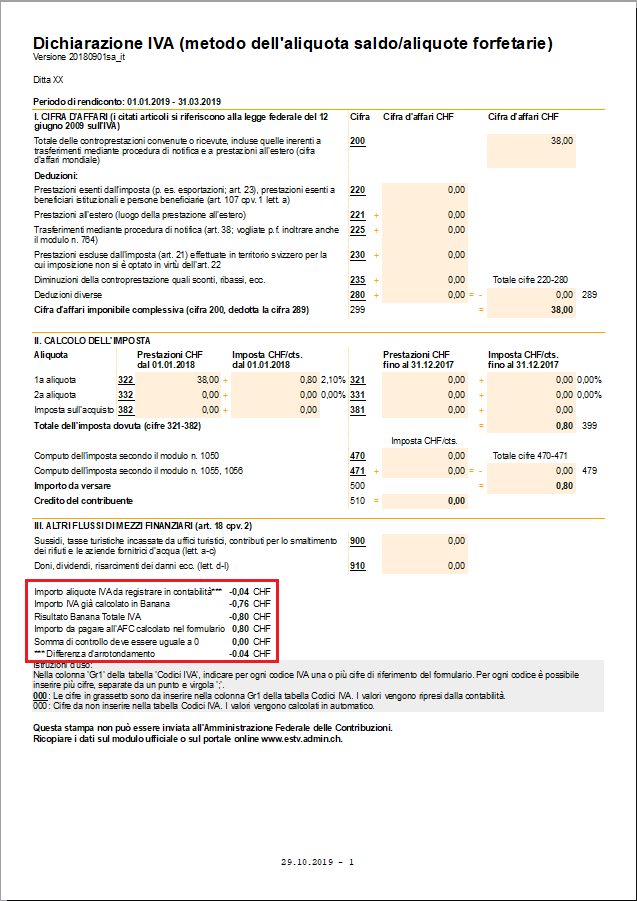 Dichiarazione IVA (metodo dell'aliquota saldo/aliquote forfetarie)
Versione 20180901sa_it
Ditta XX
Periodo di rendiconto: 01.01.2019 - 31.03.2019
I. CIFRA D'AFFARI (i citati articoli si riferiscono alla legge federale del 12 Cifra Cifra d'affari CHF Cifra d'affari CHF
giugno 2009 sull'IVA)
Totale delle controprestazioni convenute o ricevute, incluse quelle inerenti a 200 38,00
trasferimenti mediante procedura di notifica e a prestazioni all'estero (cifra
d'affari mondiale)
Deduzioni:
Prestazioni esenti dall'imposta (p. es. esportazioni; art. 23), prestazioni esenti a 220 0,00
beneficiari istituzionali e persone beneficiarie (art. 107 cpv. 1 lett. a)
Prestazioni all'estero (luogo della prestazione all'estero) 221 + 0,00
Trasferimenti mediante procedura di notifica (art. 38; vogliate p.f. inoltrare anche 225 + 0,00
il modulo n. 764)
Prestazioni escluse dall'imposta (art. 21) effettuate in territorio svizzero per la 230 + 0,00
cui imposizione non si è optato in virtù dell'art. 22
Diminuzioni della controprestazione quali sconti, ribassi, ecc. 235 + 0,00 Totale cifre 220-280
Deduzioni diverse 280 + 0,00 = - 0,00 289
Cifra d'affari imponibile complessiva (cifra 200, dedotta la cifra 289) 299 = 38,00
II. CALCOLO DELL'IMPOSTA
Aliquota Prestazioni CHF Imposta CHF/cts. Prestazioni CHF Imposta CHF/cts.
dal 01.01.2018 dal 01.01.2018 fino al 31.12.2017 fino al 31.12.2017
1a aliquota 322 38,00 + 0,80 2,10% 321 0,00 + 0,00 0,00%
2a aliquota 332 0,00 + 0,00 0,00% 331 0,00 + 0,00 0,00%
Imposta sull'acquisto 382 0,00 + 0,00 381 0,00 + 0,00
Totale dell'imposta dovuta (cifre 321-382) = 0,80 399
Imposta CHF/cts.
Computo dell'imposta secondo il modulo n. 1050 470 0,00 Totale cifre 470-471
Computo dell'imposta secondo il modulo n. 1055, 1056 471 + 0,00 = - 0,00 479
Importo da versare 500 = 0,80
Credito del contribuente 510 = 0,00
III. ALTRI FLUSSI DI MEZZI FINANZIARI (art. 18 cpv. 2)
Sussidi, tasse turistiche incassate da uffici turistici, contributi per lo smaltimento 900 0,00
dei rifiuti e le aziende fornitrici d'acqua (lett. a-c)
Doni, dividendi, risarcimenti dei danni ecc. (lett. d-l) 910 0,00
Importo aliquote IVA da registrare in contabilità*** -0,04 CHF
Importo IVA già calcolato in Banana -0,76 CHF
Risultato Banana Totale IVA -0,80 CHF
Importo da pagare all'AFC calcolato nel formulario 0,80 CHF
Somma di controllo deve essere uguale a 0 0,00 CHF
*** Differenza d'arrotondamento -0.04 CHF
Istruzioni d'uso:
Nella colonna 'Gr1' della tabella 'Codici IVA', indicare per ogni codice IVA una o più cifre di riferimento del formulario. Per ogni codice è possibile
inserire più cifre, separate da un punto e virgola ';'.
000 : Le cifre in grassetto sono da inserire nella colonna Gr1 della tabella Codici IVA. I valori vengono ripresi dalla contabilità.
000 : Cifre da non inserire nella tabella Codici IVA. I valori vengono calcolati in automatico.
Questa stampa non può essere inviata all'Amministrazione Federale delle Contribuzioni.
Ricopiare i dati sul modulo ufficiale o sul portale online www.estv.admin.ch.
29.10.2019 - 1